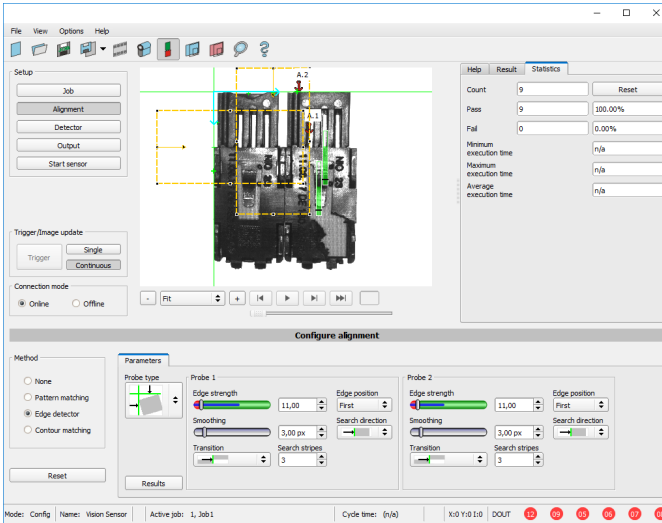 File View Options Help
Setup
Job
Alignment
Detector
Output
Start sensor
Trigger/Image update
Trigger
Single
Continuous
Connection mode
Online Offline
A.2
A.1
- Fit +
Help Result Statistics
Count 9 Reset
Pass 9 100.00%
Fail 0 0.00%
Minimum
execution time n/a
Maximum
execution time n/a
Average
execution time n/a
Configure alignment
Method
None
Pattern matching
Edge detector
Contour matching
Reset
Parameters
Probe type
Results
Probe 1
Edge strength Edge position
11,00 First
Smoothing Search direction
3,00 px
Transition Search stripes
3
Probe 2
Edge strength Edge position
11,00 First
Smoothing Search direction
3,00 px
Transition Search stripes
3
Mode: Config Name: Vision Sensor Active job: 1, Job1 Cycle time: (n/a) X:0 Y:0 I:0 DOUT 12 09 05 06 07